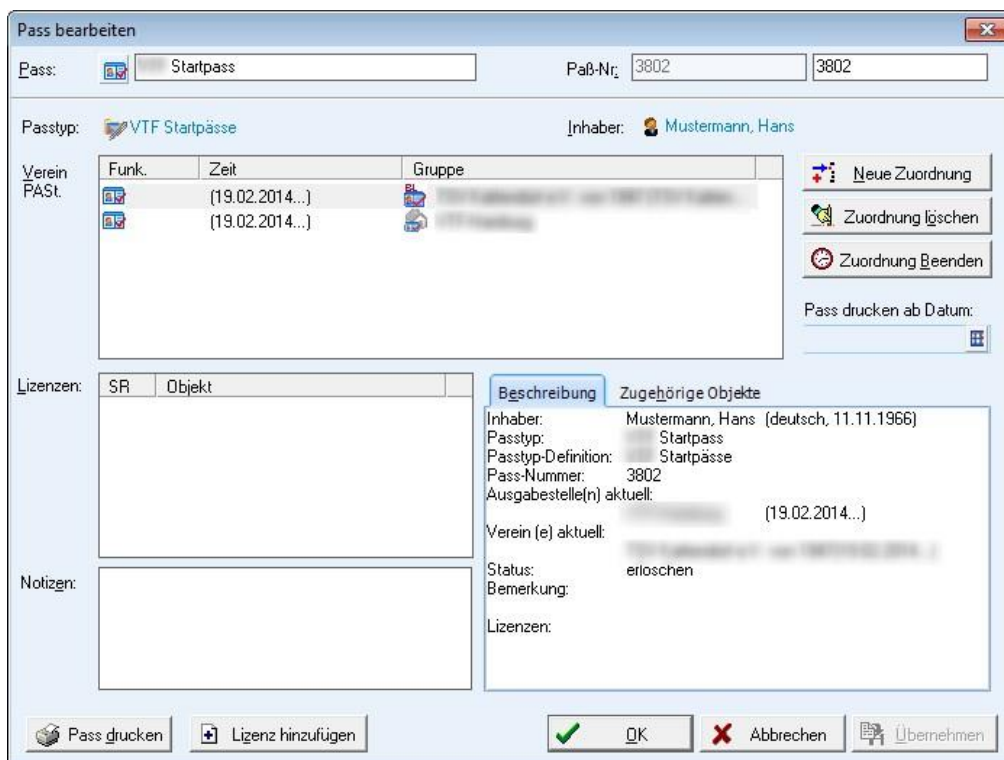 Pass bearbeiten
Pass: Startpass Paß-Nr: 3802 3802
Passtyp: VTF Startpässe Inhaber: Mustermann, Hans
Verein PASt.
Funk. Zeit Gruppe
(19.02.2014...)
(19.02.2014...)
Neue Zuordnung
Zuordnung löschen
Zuordnung Beenden
Pass drucken ab Datum:
Lizenzen: SR Objekt
Notizen:
Beschreibung Zugehörige Objekte
Inhaber: Mustermann, Hans (deutsch, 11.11.1966)
Passtyp: Startpass
Passtyp-Definition: Startpässe
Pass-Nummer: 3802
Ausgabestelle(n) aktuell:
(19.02.2014...)
Verein (e) aktuell:
Status: erloschen
Bemerkung:
Lizenzen:
Pass drucken Lizenz hinzufügen OK Abbrechen Übernehmen